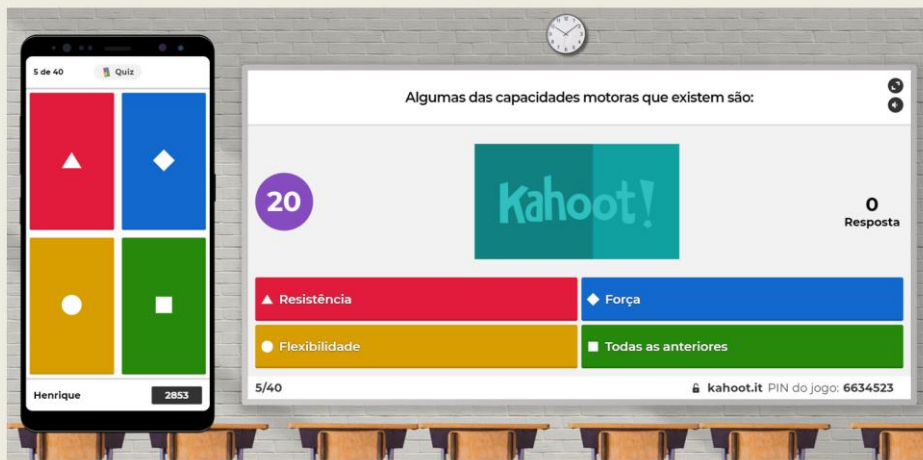 5 de 40 Quiz
Henrique 2853
Algumas das capacidades motoras que existem são:
20
Kahoot!
0
Resposta
Resistência
Força
Flexibilidade
Todas as anteriores
5/40
kahoot.it PIN do jogo: 6634523